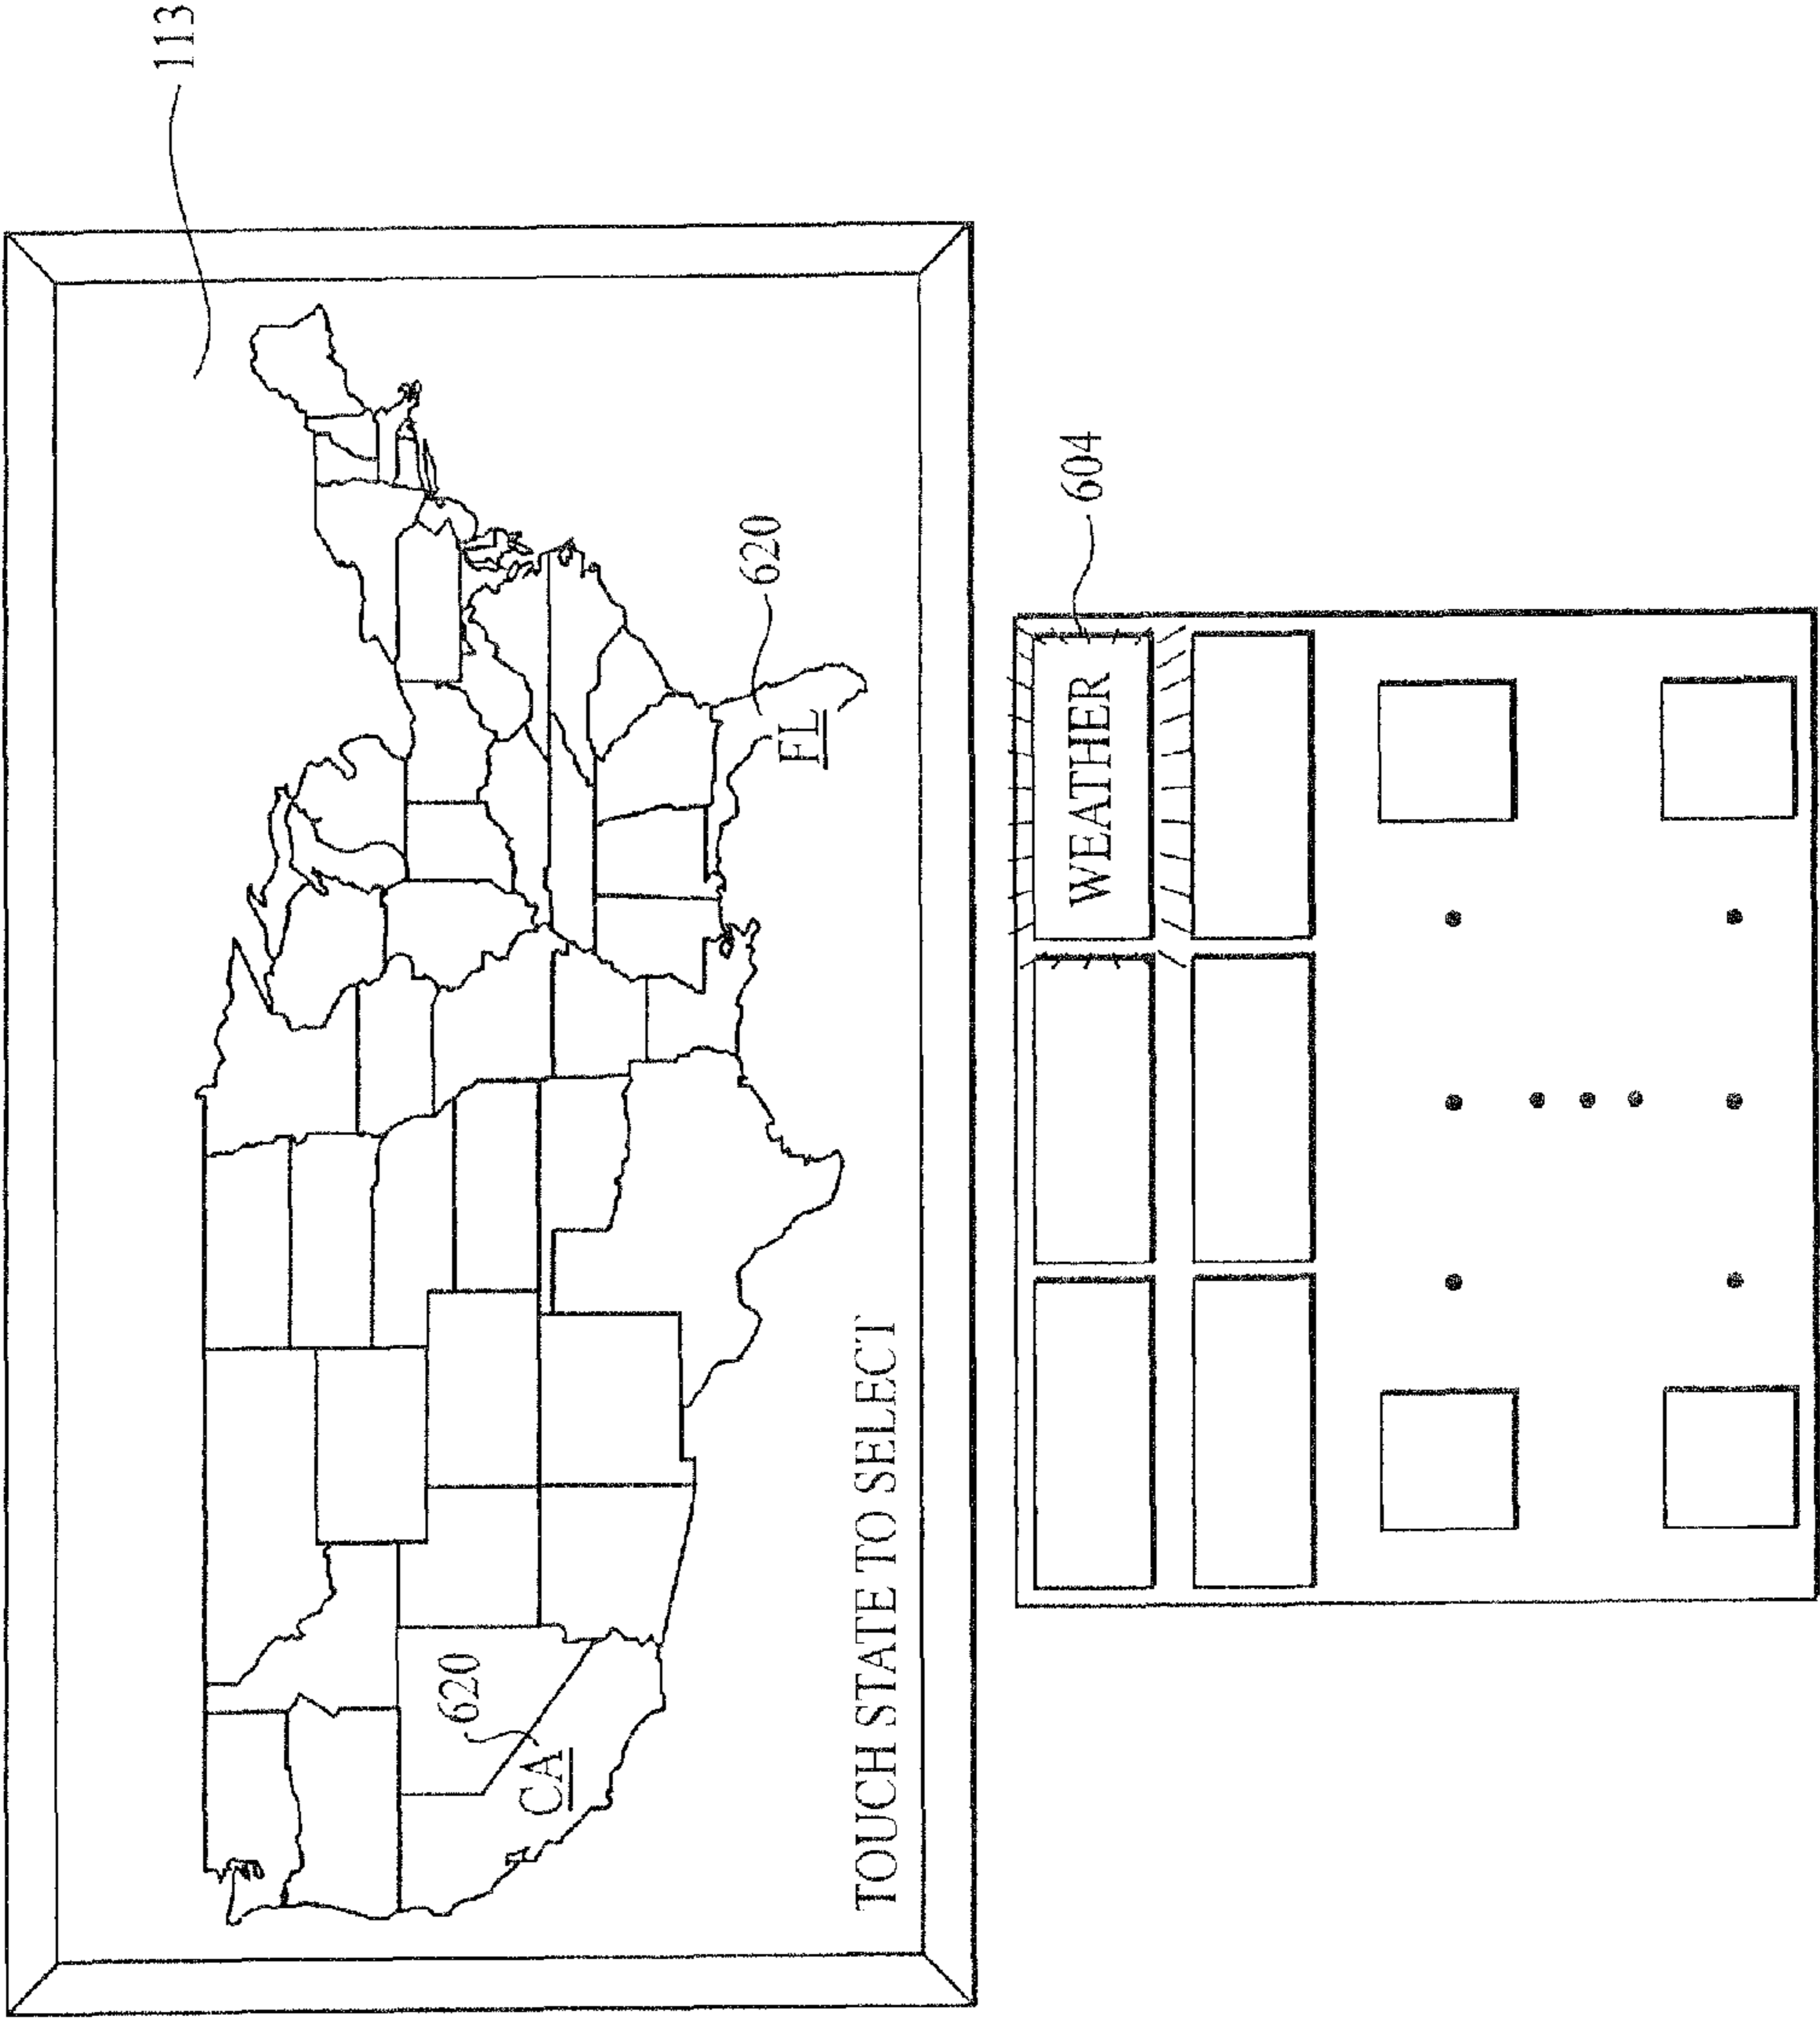 113
620
FL
620
CA
TOUCH STATE TO SELECT
604
WEATHER